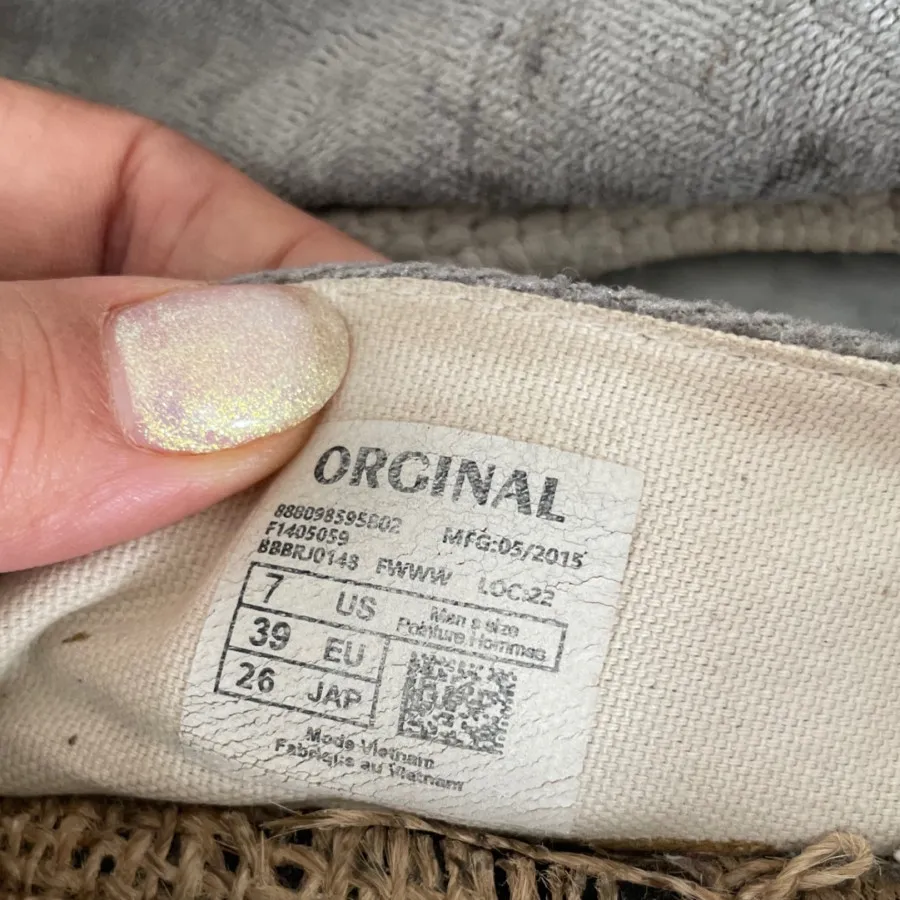 ORGINAL
888098595802
MFG:05/2015
F1405059
BBBRJ0148 FWWW LOC:22
7 US Men s size
Pointure Hommes
39 EU
26 JAP
Made Vietnam
Fabrique au Vietnam